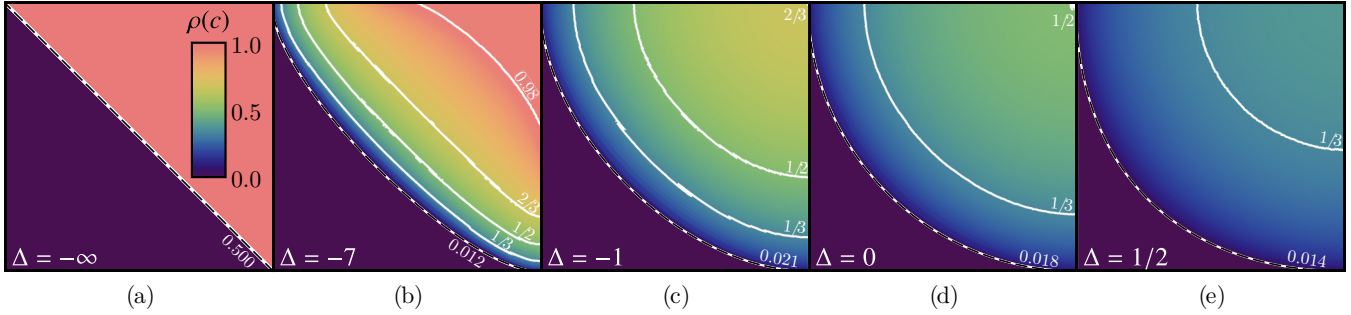 ρ(c)
1.0
0.5
0.0
0.500
Δ = −∞
(a)
0.98
2/3
1/2
1/3
0.012
Δ = −7
(b)
2/3
1/2
1/3
0.021
Δ = −1
(c)
1/2
1/3
0.018
Δ = 0
(d)
1/3
0.014
Δ = 1/2
(e)